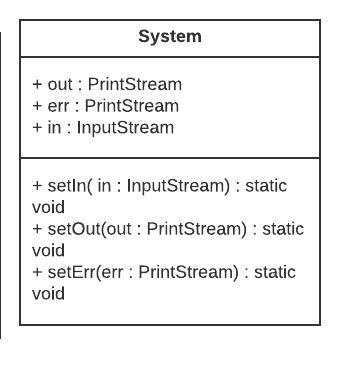 System
+ out : PrintStream
+ err : PrintStream
+ in : InputStream
+ setIn( in : InputStream) : static
void
+ setOut(out : PrintStream) : static
void
+ setErr(err : PrintStream) : static
void